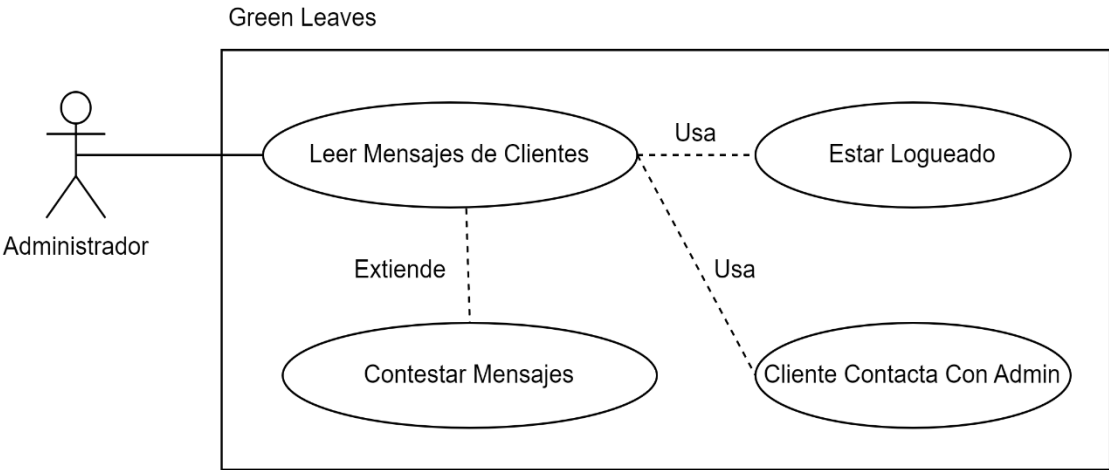 Green Leaves
Leer Mensajes de Clientes
Usa
Estar Logueado
Administrador
Extiende
Usa
Contestar Mensajes
Cliente Contacta Con Admin